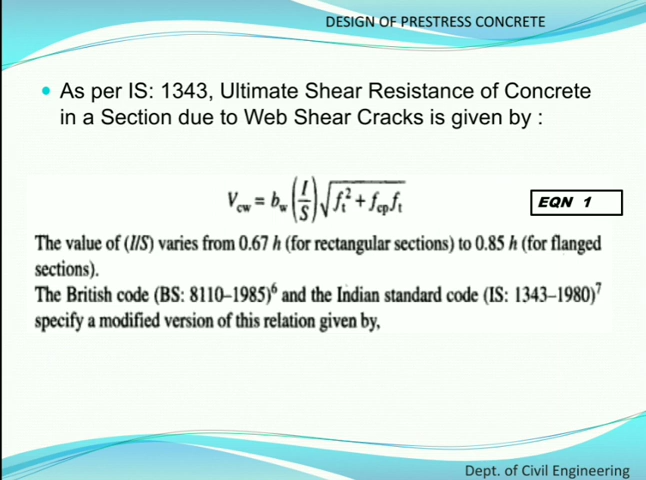 DESIGN OF PRESTRESS CONCRETE
• As per IS: 1343, Ultimate Shear Resistance of Concrete
in a Section due to Web Shear Cracks is given by :
V_cw = b_w (I/S) √(f_t² + f_cp f_t)
EQN 1
The value of (I/S) varies from 0.67 h (for rectangular sections) to 0.85 h (for flanged
sections).
The British code (BS: 8110–1985)⁶ and the Indian standard code (IS: 1343–1980)⁷
specify a modified version of this relation given by,
Dept. of Civil Engineering